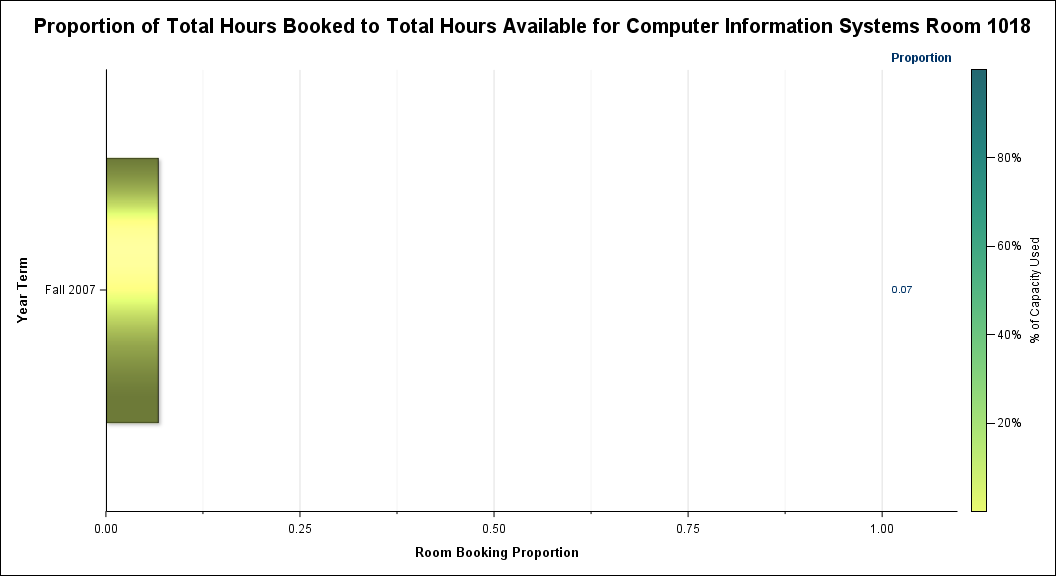 Proportion of Total Hours Booked to Total Hours Available for Computer Information Systems Room 1018
Proportion
80%
60%
40%
20%
% of Capacity Used
Year Term
Fall 2007
0.07
0.00 0.25 0.50 0.75 1.00
Room Booking Proportion